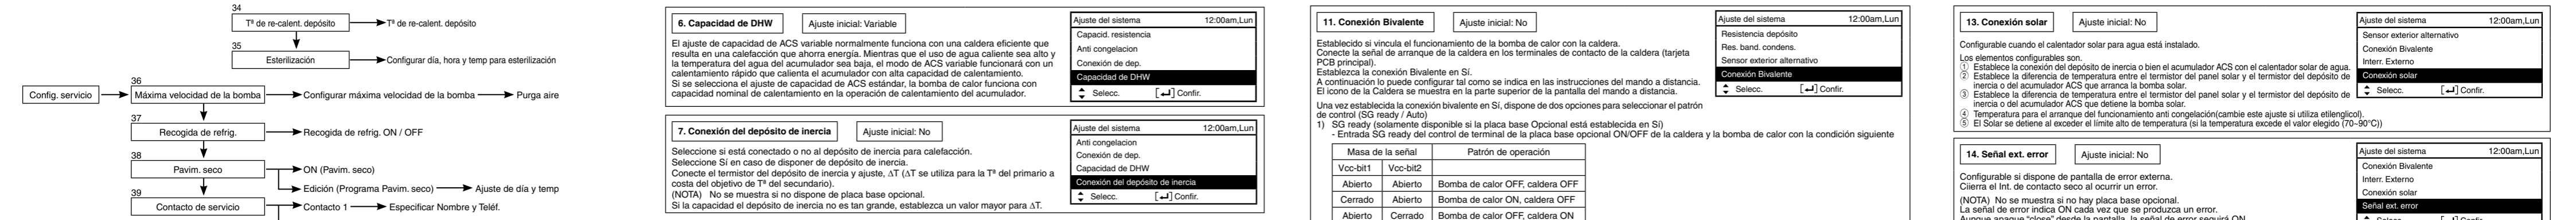 34
Tª de re-calent. depósito
Tª de re-calent. depósito
35
Esterilización
Configurar día, hora y temp para esterilización
36
Config. servicio
Máxima velocidad de la bomba
Configurar máxima velocidad de la bomba
Purga aire
37
Recogida de refrig.
Recogida de refrig. ON / OFF
38
Pavim. seco
ON (Pavim. seco)
Edición (Programa Pavim. seco)
Ajuste de día y temp
39
Contacto de servicio
Contacto 1
Especificar Nombre y Teléf.
6. Capacidad de DHW
Ajuste inicial: Variable
El ajuste de capacidad de ACS variable normalmente funciona con una caldera eficiente que
resulta en una calefacción que ahorra energía. Mientras que el uso de agua caliente sea alto y
la temperatura del agua del acumulador sea baja, el modo de ACS variable funcionará con un
calentamiento rápido que calienta el acumulador con alta capacidad de calentamiento.
Si se selecciona el ajuste de capacidad de ACS estándar, la bomba de calor funciona con
capacidad nominal de calentamiento en la operación de calentamiento del acumulador.
Ajuste del sistema 12:00am,Lun
Capacid. resistencia
Anti congelacion
Conexión de dep.
Capacidad de DHW
Selecc. [↵] Confir.
7. Conexión del depósito de inercia
Ajuste inicial: No
Seleccione si está conectado o no al depósito de inercia para calefacción.
Seleccione Sí en caso de disponer de depósito de inercia.
Conecte el termistor del depósito de inercia y ajuste, ΔT (ΔT se utiliza para la Tª del primario a
costa del objetivo de Tª del secundario).
(NOTA) No se muestra si no dispone de placa base opcional.
Si la capacidad el depósito de inercia no es tan grande, establezca un valor mayor para ΔT.
Ajuste del sistema 12:00am,Lun
Anti congelacion
Conexión de dep.
Capacidad de DHW
Conexión del depósito de inercia
Selecc. [↵] Confir.
11. Conexión Bivalente
Ajuste inicial: No
Establecido si vincula el funcionamiento de la bomba de calor con la caldera.
Conecte la señal de arranque de la caldera en los terminales de contacto de la caldera (tarjeta
PCB principal).
Establezca la conexión Bivalente en Sí.
A continuación lo puede configurar tal como se indica en las instrucciones del mando a distancia.
El icono de la Caldera se muestra en la parte superior de la pantalla del mando a distancia.
Ajuste del sistema 12:00am,Lun
Resistencia depósito
Res. band. condens.
Sensor exterior alternativo
Conexión Bivalente
Selecc. [↵] Confir.
Una vez establecida la conexión bivalente en Sí, dispone de dos opciones para seleccionar el patrón
de control (SG ready / Auto)
1) SG ready (solamente disponible si la placa base Opcional está establecida en Sí)
- Entrada SG ready del control de terminal de la placa base opcional ON/OFF de la caldera y la bomba de calor con la condición siguiente
Masa de la señal Patrón de operación
Vcc-bit1 Vcc-bit2
Abierto Abierto Bomba de calor OFF, caldera OFF
Cerrado Abierto Bomba de calor ON, caldera OFF
Abierto Cerrado Bomba de calor OFF, caldera ON
13. Conexión solar
Ajuste inicial: No
Configurable cuando el calentador solar para agua está instalado.
Los elementos configurables son.
① Establece la conexión del depósito de inercia o bien el acumulador ACS con el calentador solar de agua.
② Establece la diferencia de temperatura entre el termistor del panel solar y el termistor del depósito de
inercia o del acumulador ACS que arranca la bomba solar.
③ Establece la diferencia de temperatura entre el termistor del panel solar y el termistor del depósito de
inercia o del acumulador ACS que detiene la bomba solar.
④ Temperatura para el arranque del funcionamiento anti congelación(cambie este ajuste si utiliza etilenglicol).
⑤ El Solar se detiene al exceder el límite alto de temperatura (si la temperatura excede el valor elegido (70~90°C))
Ajuste del sistema 12:00am,Lun
Sensor exterior alternativo
Conexión Bivalente
Interr. Externo
Conexión solar
Selecc. [↵] Confir.
14. Señal ext. error
Ajuste inicial: No
Configurable si dispone de pantalla de error externa.
Ciierra el Int. de contacto seco al ocurrir un error.
(NOTA) No se muestra si no hay placa base opcional.
La señal de error indica ON cada vez que se produzca un error.
Aunque apague "close" desde la pantalla, la señal de error seguirá ON.
Ajuste del sistema 12:00am,Lun
Conexión Bivalente
Interr. Externo
Conexión solar
Señal ext. error
Selecc. [↵] Confir.